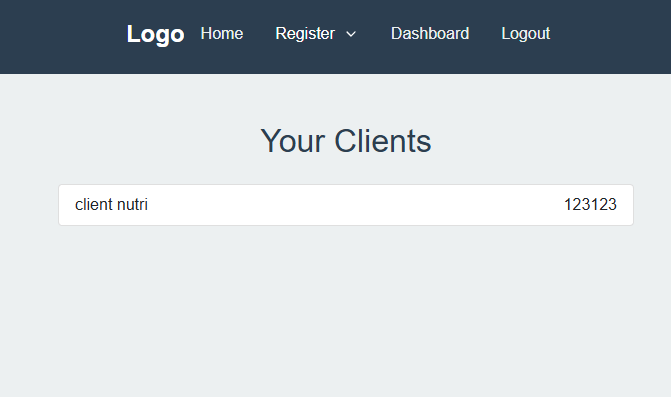 Logo Home Register Dashboard Logout
Your Clients
client nutri 123123